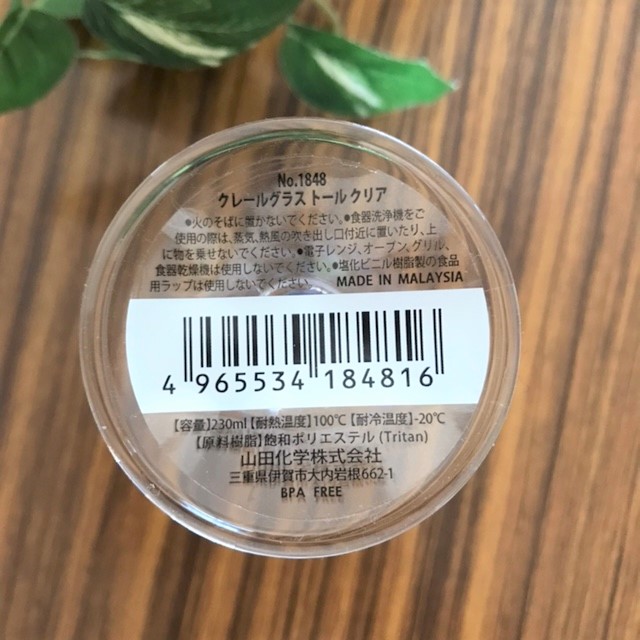 No.1848
クレールグラス トール クリア
●火のそばに置かないでください。●食器洗浄機をご
使用の際は、蒸気、熱風の吹き出し口付近に置いたり、上
に物を乗せないでください。●電子レンジ、オーブン、グリル、
食器乾燥機は使用しないでください。●塩化ビニル樹脂製の食品
用ラップは使用しないでください。 MADE IN MALAYSIA
4 965534 184816
【容量】230ml【耐熱温度】100℃【耐冷温度】-20℃
【原料樹脂】飽和ポリエステル (Tritan)
山田化学株式会社
三重県伊賀市大内岩根662-1
BPA FREE